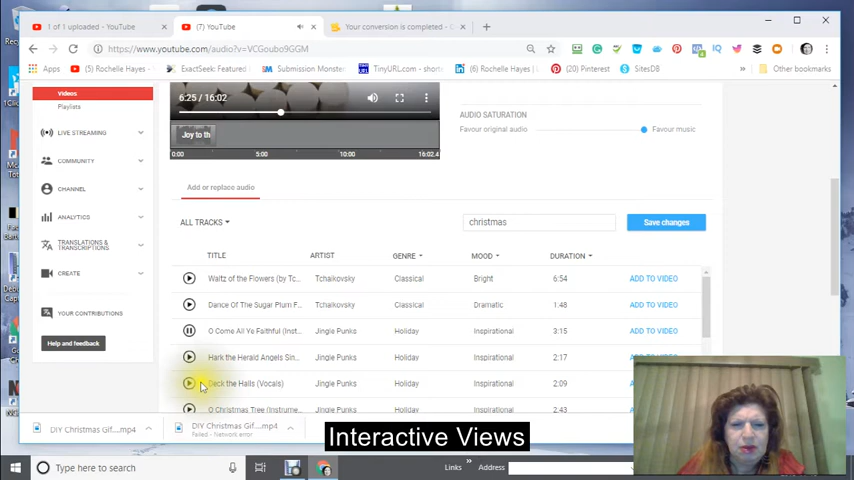 1 of 1 uploaded - YouTube
(7) YouTube
Your conversion is completed - C
https://www.youtube.com/audio?v=VCGoubo9GGM
Apps
(5) Rochelle Hayes
ExactSeek: Featured
Submission Monster
TinyURL.com - short
(6) Rochelle Hayes
(20) Pinterest
SitesDB
Other bookmarks
Videos
Playlists
LIVE STREAMING
COMMUNITY
CHANNEL
ANALYTICS
TRANSLATIONS &
TRANSCRIPTIONS
CREATE
YOUR CONTRIBUTIONS
Help and feedback
6:25 / 16:02
Joy to th
0:00 5:00 10:00 16:02.4
AUDIO SATURATION
Favour original audio
Favour music
Add or replace audio
ALL TRACKS
christmas
Save changes
TITLE ARTIST GENRE MOOD DURATION
Waltz of the Flowers (by Tc... Tchaikovsky Classical Bright 6:54 ADD TO VIDEO
Dance Of The Sugar Plum F... Tchaikovsky Classical Dramatic 1:48 ADD TO VIDEO
O Come All Ye Faithful (Inst... Jingle Punks Holiday Inspirational 3:15 ADD TO VIDEO
Hark the Herald Angels Sin... Jingle Punks Holiday Inspirational 2:17
Deck the Halls (Vocals) Jingle Punks Holiday Inspirational 2:09
O Christmas Tree (Instrume... Jingle Punks Holiday Inspirational 2:43
DIY Christmas Gif....mp4
DIY Christmas Gif....mp4
Failed - Network error
Interactive Views
Type here to search
Links
Address